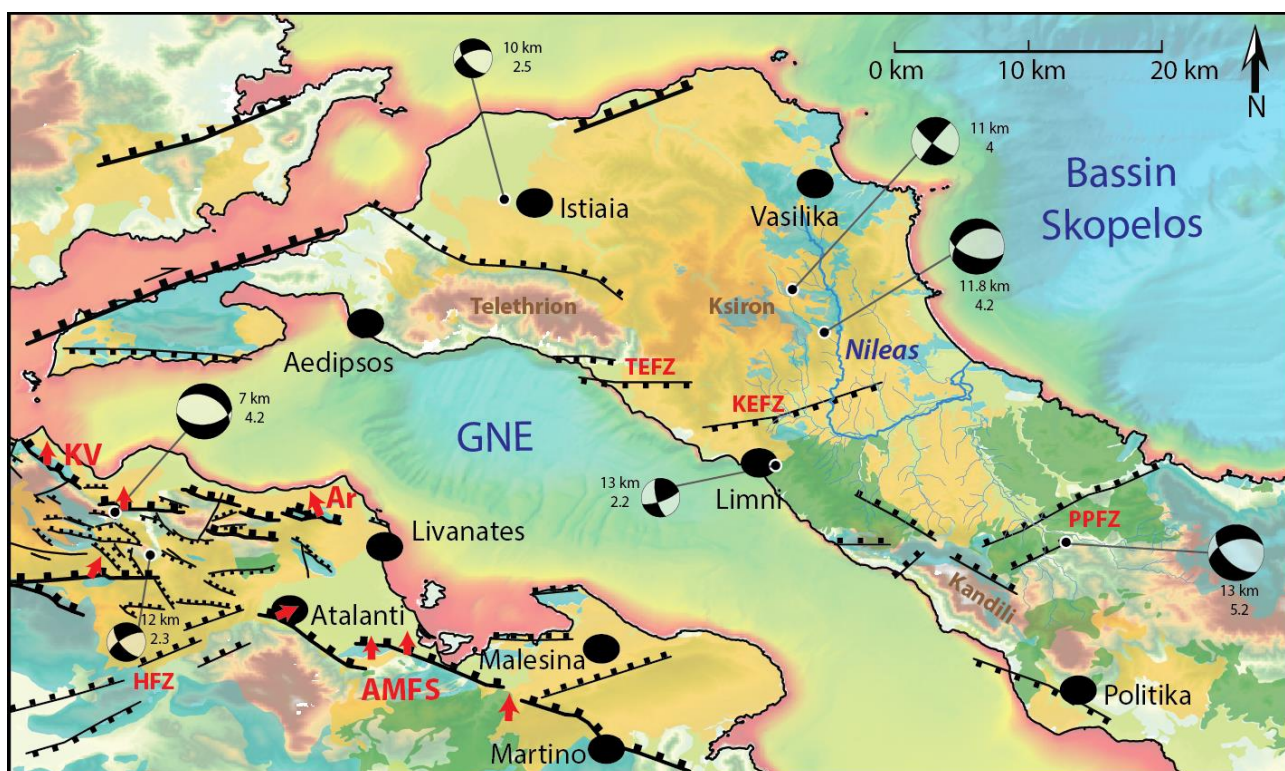 10 km
2.5
0 km
10 km
20 km
N
11 km
4
Bassin
Skopelos
Istiaia
Vasilika
11.8 km
4.2
Telethrion
Ksiron
Nileas
Aedipsos
TEFZ
7 km
4.2
KEFZ
GNE
KV
13 km
2.2
Limni
Ar
Livanates
PPFZ
Kandili
13 km
5.2
Atalanti
12 km
2.3
Malesina
HFZ
AMFS
Politika
Martino